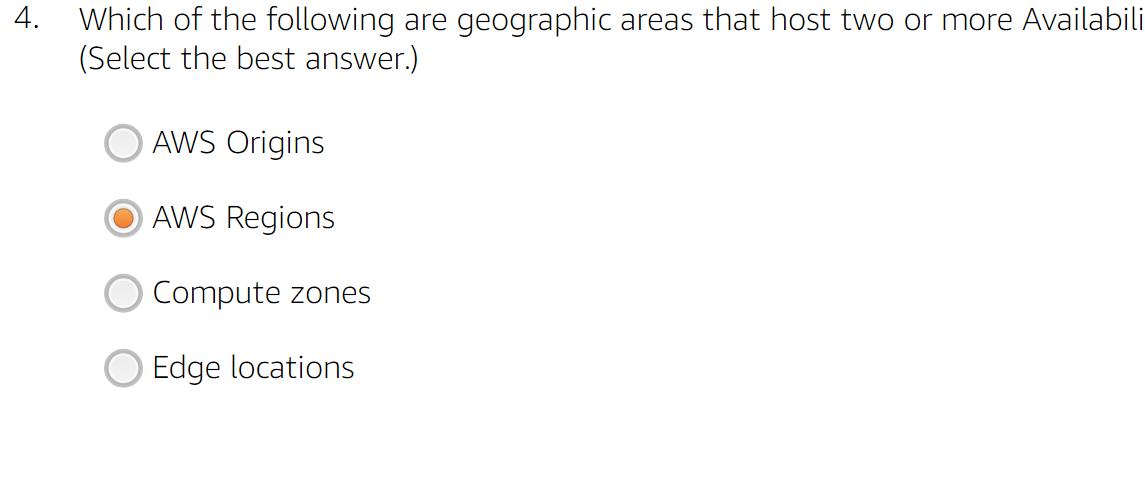 4. Which of the following are geographic areas that host two or more Availabili
(Select the best answer.)
AWS Origins
AWS Regions
Compute zones
Edge locations